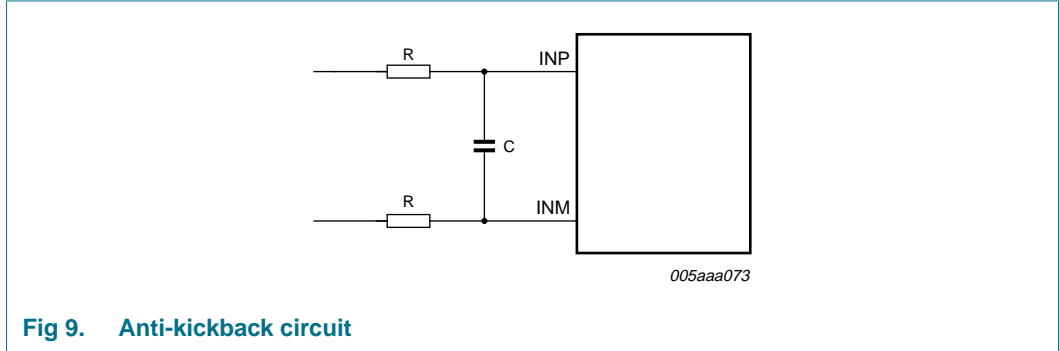 R
INP
C
R
INM
005aaa073
Fig 9. Anti-kickback circuit